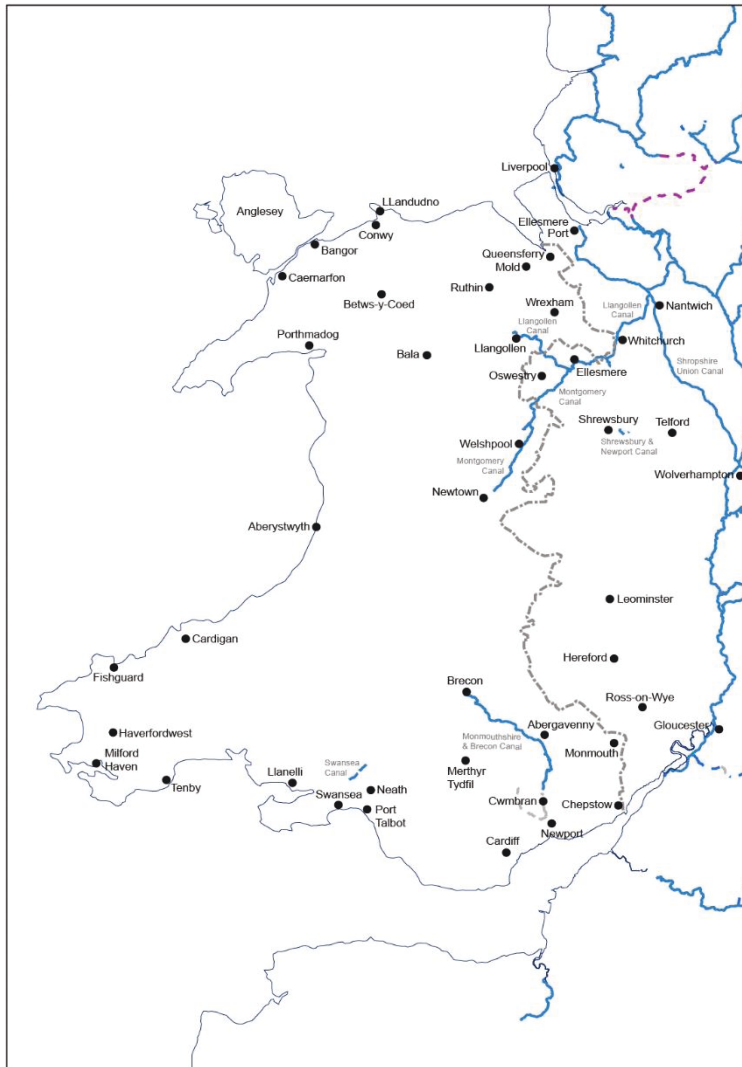 Liverpool
Anglesey
LLandudno
Conwy
Bangor
Ellesmere
Port
Queensferry
Mold
Caernarfon
Ruthin
Betws-y-Coed
Wrexham
Llangollen
Canal
Nantwich
Llangollen
Canal
Porthmadog
Bala
Llangollen
Whitchurch
Ellesmere
Oswestry
Shropshire
Union Canal
Montgomery
Canal
Shrewsbury
Telford
Shrewsbury &
Newport Canal
Welshpool
Montgomery
Canal
Wolverhampton
Newtown
Aberystwyth
Leominster
Cardigan
Hereford
Fishguard
Brecon
Ross-on-Wye
Haverfordwest
Abergavenny
Gloucester
Monmouthshire
& Brecon Canal
Monmouth
Milford
Haven
Swansea
Canal
Merthyr
Tydfil
Tenby
Llanelli
Neath
Swansea
Port
Talbot
Cwmbran
Chepstow
Newport
Cardiff